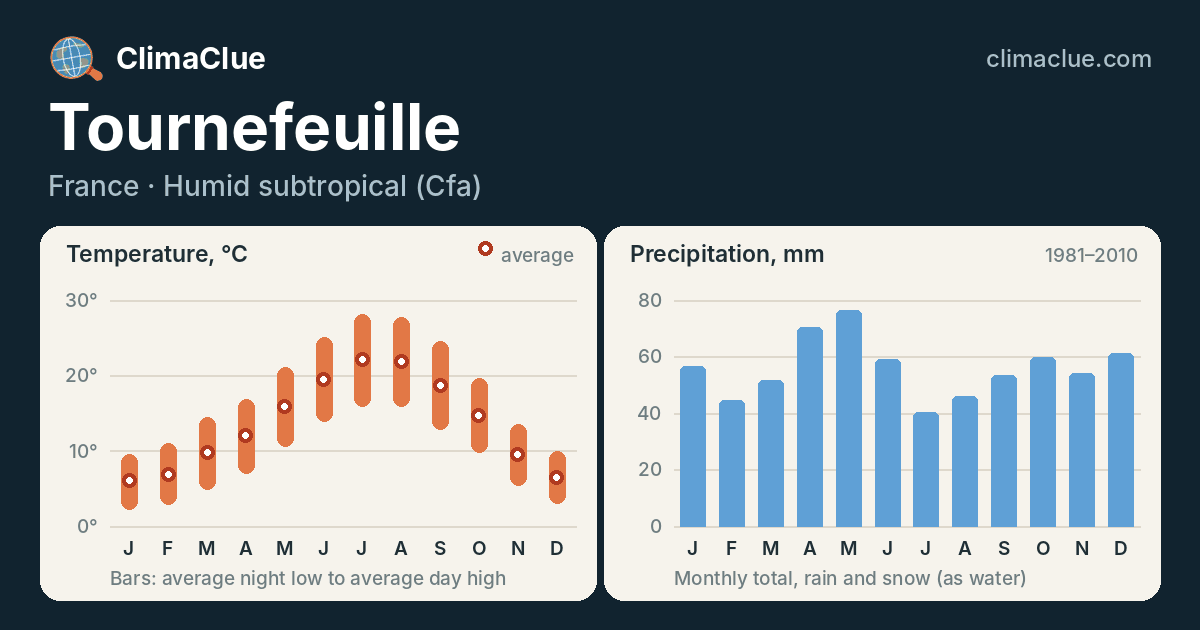 ClimaClue
climaclue.com
Tournefeuille
France · Humid subtropical (Cfa)
Temperature, °C
average
30°
20°
10°
0°
J F M A M J J A S O N D
Bars: average night low to average day high
Precipitation, mm
1981–2010
80
60
40
20
0
J F M A M J J A S O N D
Monthly total, rain and snow (as water)